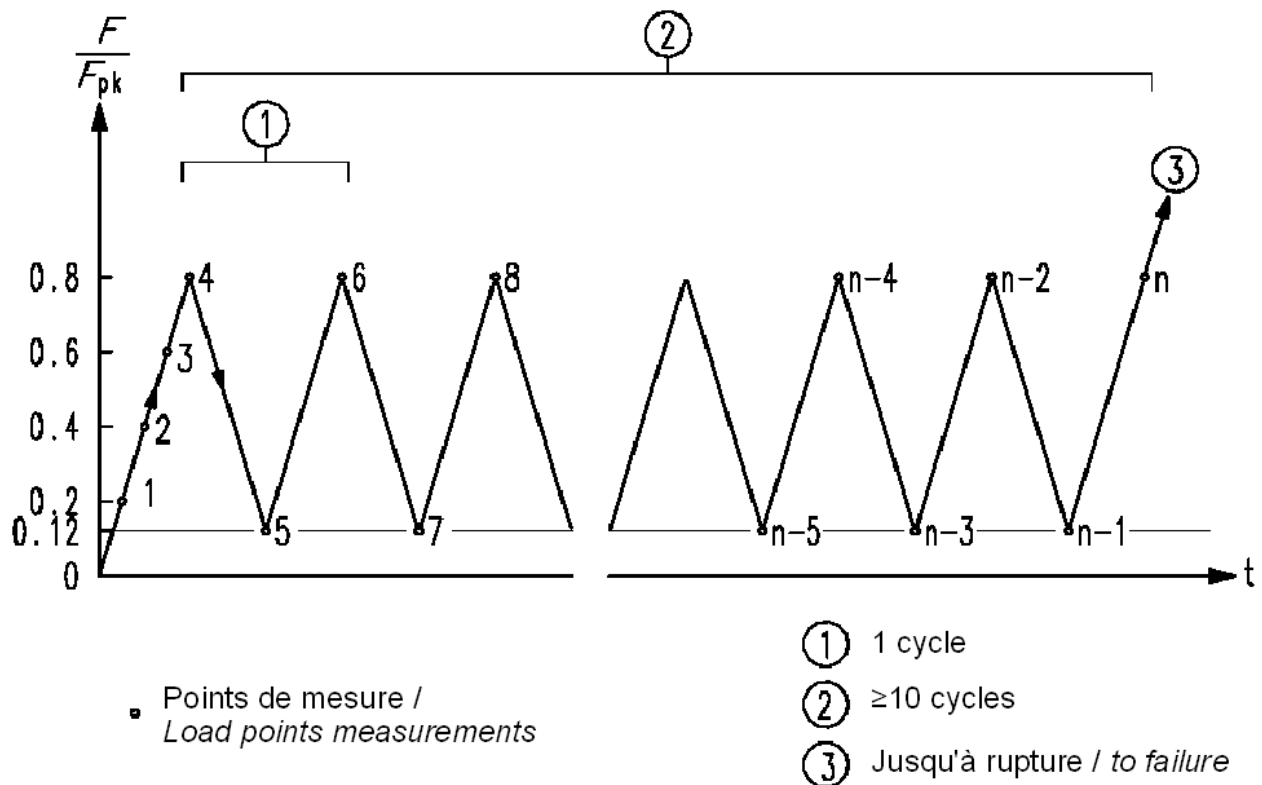 2
F
Fpk
1
3
0.8
4
6
8
n-4
n-2
n
0.6
3
0.4
2
0.2
1
0.12
5
7
n-5
n-3
n-1
0
t
1 1 cycle
Points de mesure /
Load points measurements
2 ≥10 cycles
3 Jusqu'à rupture / to failure